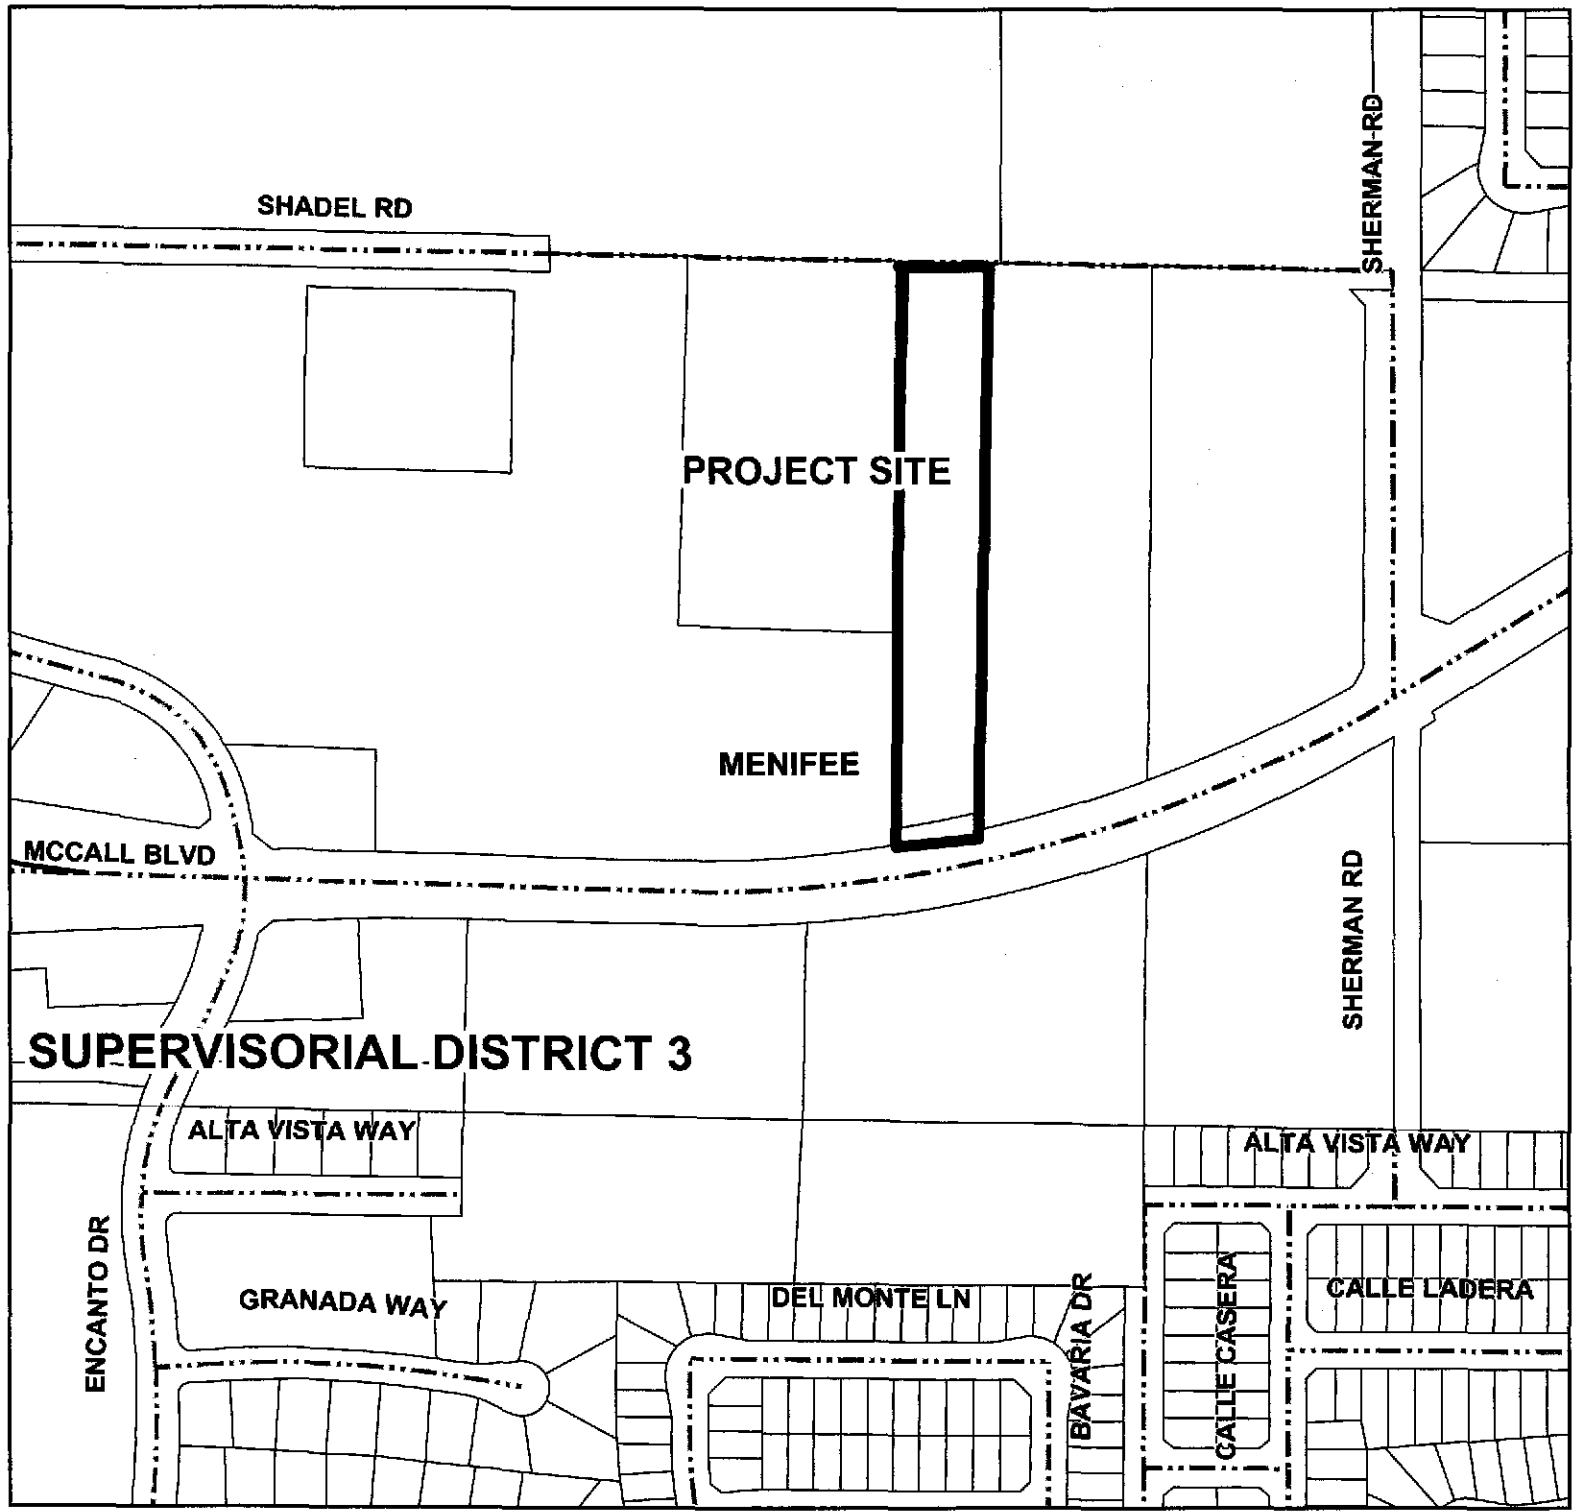 SHERMAN RD
SHADEL RD
PROJECT SITE
MENIFEE
MCCALL BLVD
SHERMAN RD
SUPERVISORIAL DISTRICT 3
ALTA VISTA WAY
ALTA VISTA WAY
ENCANTO DR
GRANADA WAY
DEL MONTE LN
BAVARIA DR
CALLE CASERA
CALLE LADERA